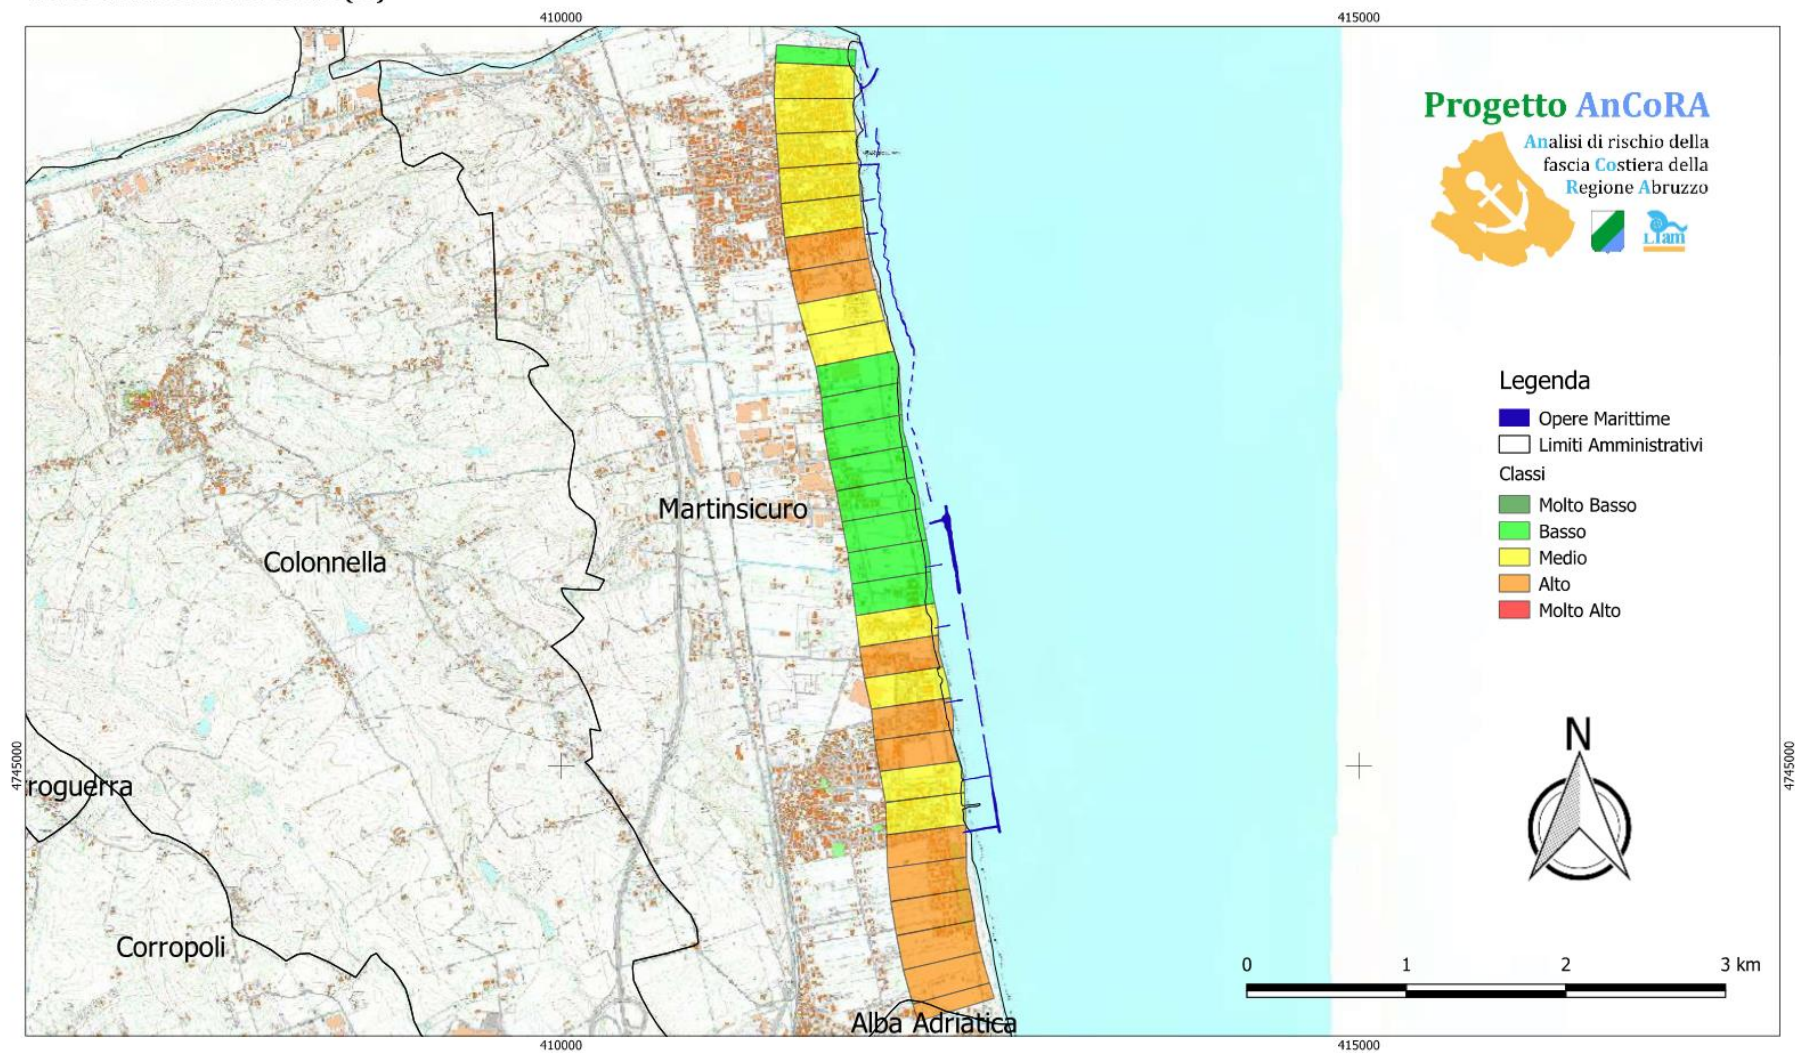 410000
415000
Progetto AnCoRA
Analisi di rischio della
fascia Costiera della
Regione Abruzzo
LIam
Legenda
Opere Marittime
Limiti Amministrativi
Classi
Molto Basso
Basso
Medio
Alto
Molto Alto
Martinsicuro
Colonnella
4745000
4745000
roguerra
N
Corropoli
0 1 2 3 km
Alba Adriatica
410000
415000